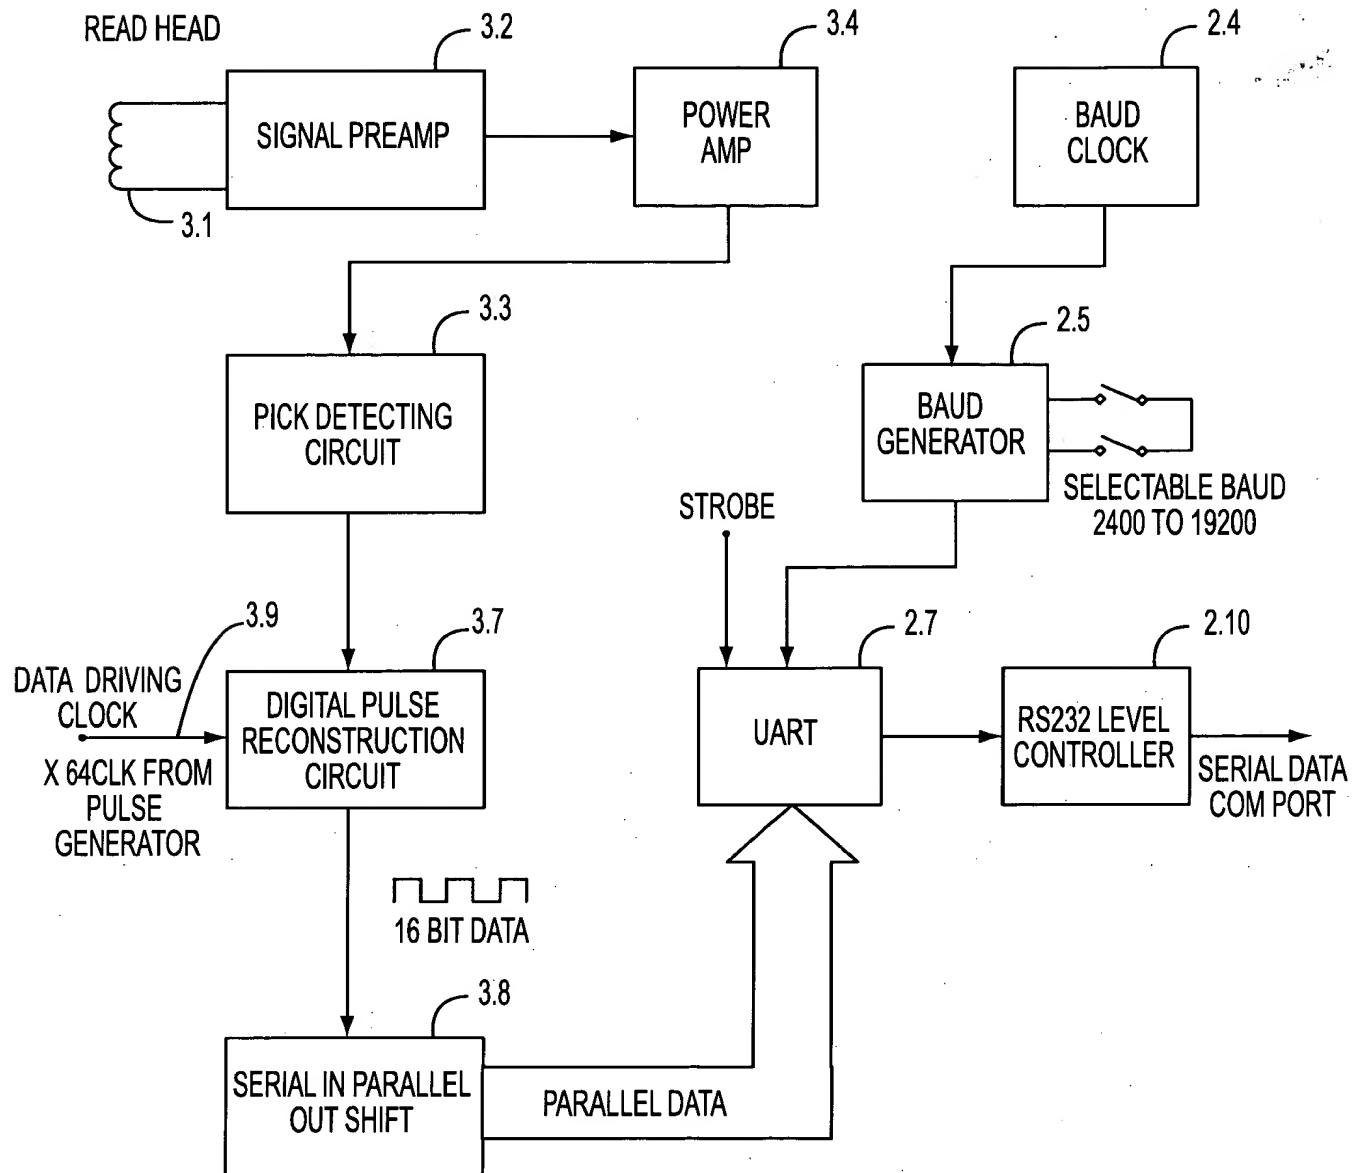 READ HEAD
3.2
3.4
2.4
SIGNAL PREAMP
POWER
AMP
BAUD
CLOCK
3.1
3.3
2.5
PICK DETECTING
CIRCUIT
BAUD
GENERATOR
SELECTABLE BAUD
2400 TO 19200
STROBE
3.9
3.7
2.7
2.10
DATA DRIVING
CLOCK
X 64CLK FROM
PULSE
GENERATOR
DIGITAL PULSE
RECONSTRUCTION
CIRCUIT
UART
RS232 LEVEL
CONTROLLER
SERIAL DATA
COM PORT
16 BIT DATA
3.8
SERIAL IN PARALLEL
OUT SHIFT
PARALLEL DATA